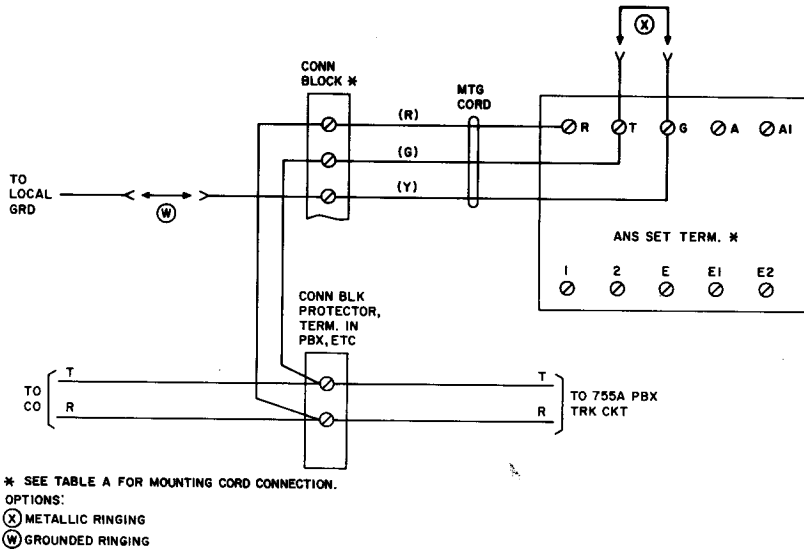 X
CONN
BLOCK *
MTG
CORD
(R)
R T G A A1
(G)
TO
LOCAL
GRD
(Y)
W
ANS SET TERM. *
1 2 E E1 E2
CONN BLK
PROTECTOR,
TERM. IN
PBX, ETC
T T
TO
CO
TO 755A PBX
TRK CKT
R R
* SEE TABLE A FOR MOUNTING CORD CONNECTION.
OPTIONS:
X METALLIC RINGING
W GROUNDED RINGING